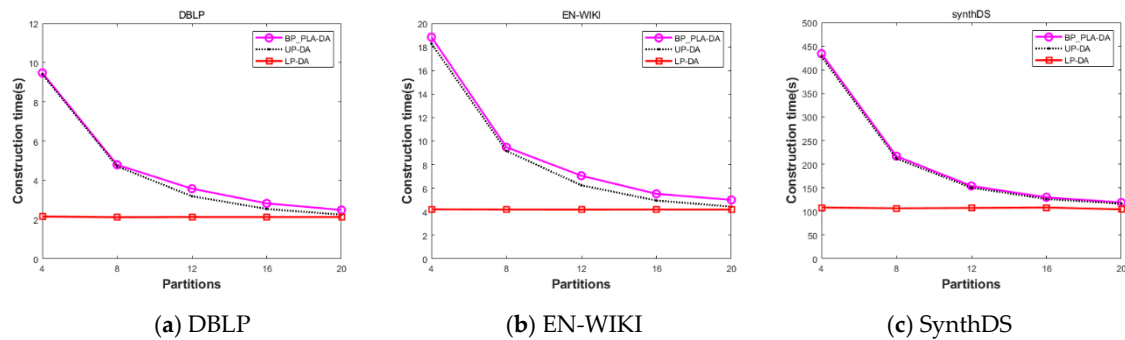 DBLP
12
10
8
6
4
2
0
Construction time(s)
BP_PLA-DA
UP-DA
LP-DA
4 8 12 16 20
Partitions
(a) DBLP
EN-WIKI
20
18
16
14
12
10
8
6
4
2
0
Construction time(s)
BP_PLA-DA
UP-DA
LP-DA
4 8 12 16 20
Partitions
(b) EN-WIKI
synthDS
500
450
400
350
300
250
200
150
100
50
0
Construction time(s)
BP_PLA-DA
UP-DA
LP-DA
4 8 12 16 20
Partitions
(c) SynthDS